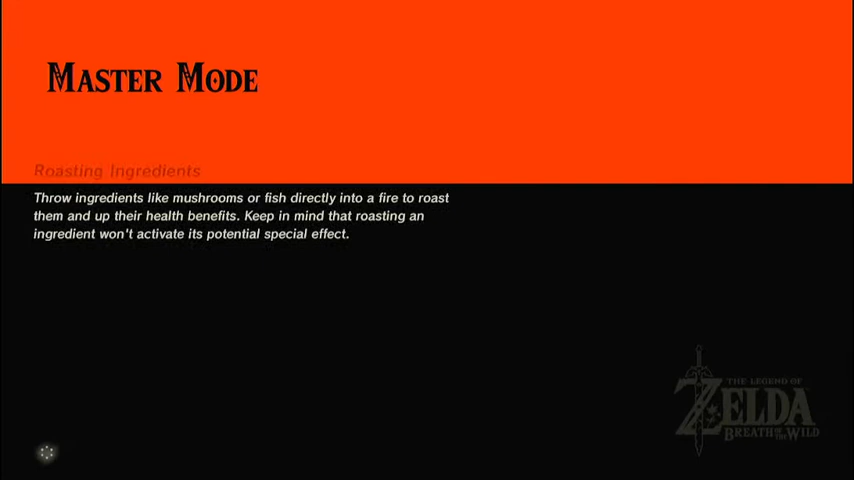 Master Mode
Roasting Ingredients
Throw ingredients like mushrooms or fish directly into a fire to roast
them and up their health benefits. Keep in mind that roasting an
ingredient won't activate its potential special effect.
THE LEGEND OF
ZELDA
BREATH OF THE WILD